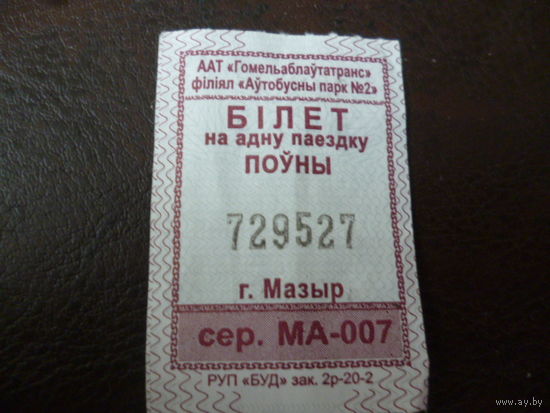 ААТ «Гомельаблаўтатранс»
філіял «Аўтобусны парк №2»
БІЛЕТ
на адну паездку
ПОЎНЫ
729527
г. Мазыр
сер. МА-007
РУП «БУД» зак. 2р-20-2
www.ay.by